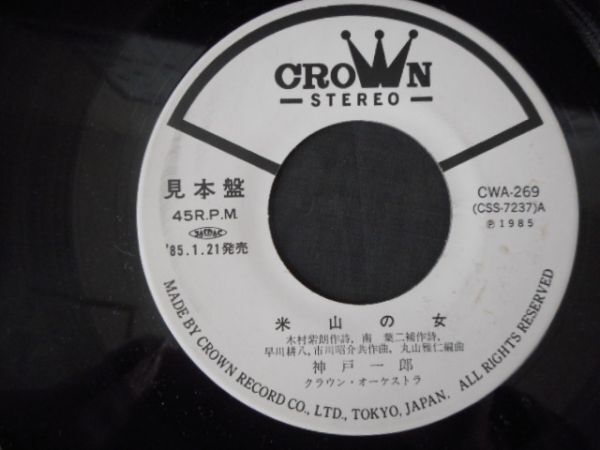 CROWN
STEREO
見本盤
45R.P.M.
'85.1.21発売
CWA-269
(CSS-7237)A
Ⓟ1985
米山の女
木村紫朗作詩、南 葉二補作詩、
早川耕八、市川昭介共作曲 丸山雅仁編曲
神戸一郎
クラウン・オーケストラ
MADE BY CROWN RECORD CO., LTD., TOKYO, JAPAN. ALL RIGHTS RESERVED